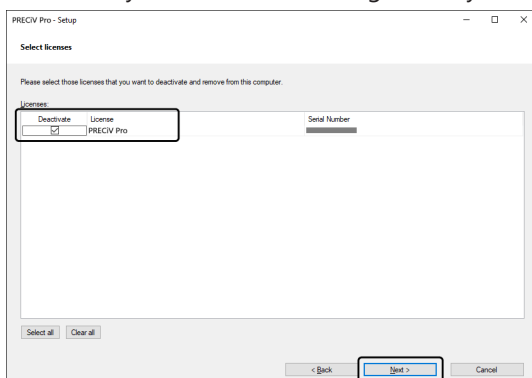 PRECiV Pro - Setup
Select licenses
Please select those licenses that you want to deactivate and remove from this computer.
Licenses:
Deactivate License Serial Number
PRECiV Pro
Select all Clear all
< Back Next > Cancel